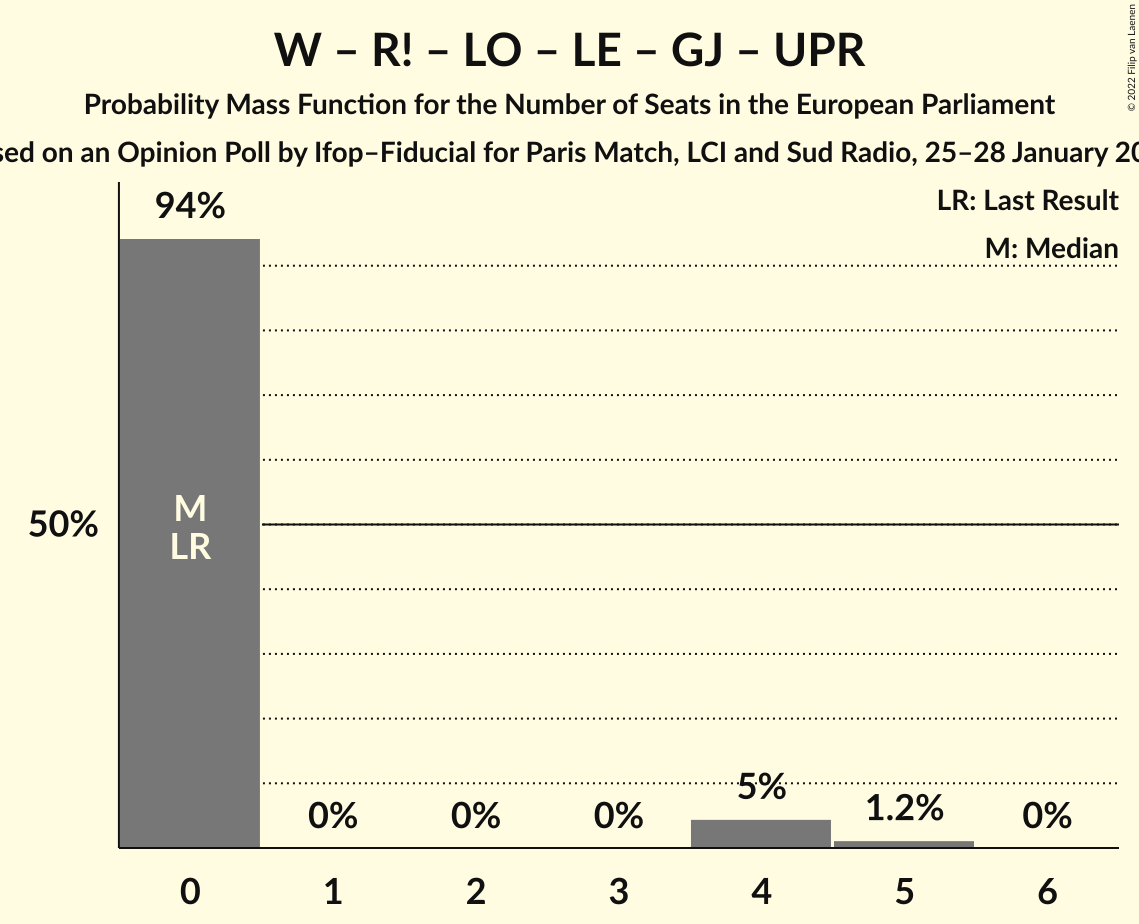 W – R! – LO – LE – GJ – UPR
Probability Mass Function for the Number of Seats in the European Parliament
on an Opinion Poll by Ifop–Fiducial for Paris Match, LCI and Sud Radio, 25–28 January
© 2022 Filip van Laenen
LR: Last Result
M: Median
94%
50%
M
LR
0%
0%
0%
5%
1.2%
0%
0
1
2
3
4
5
6